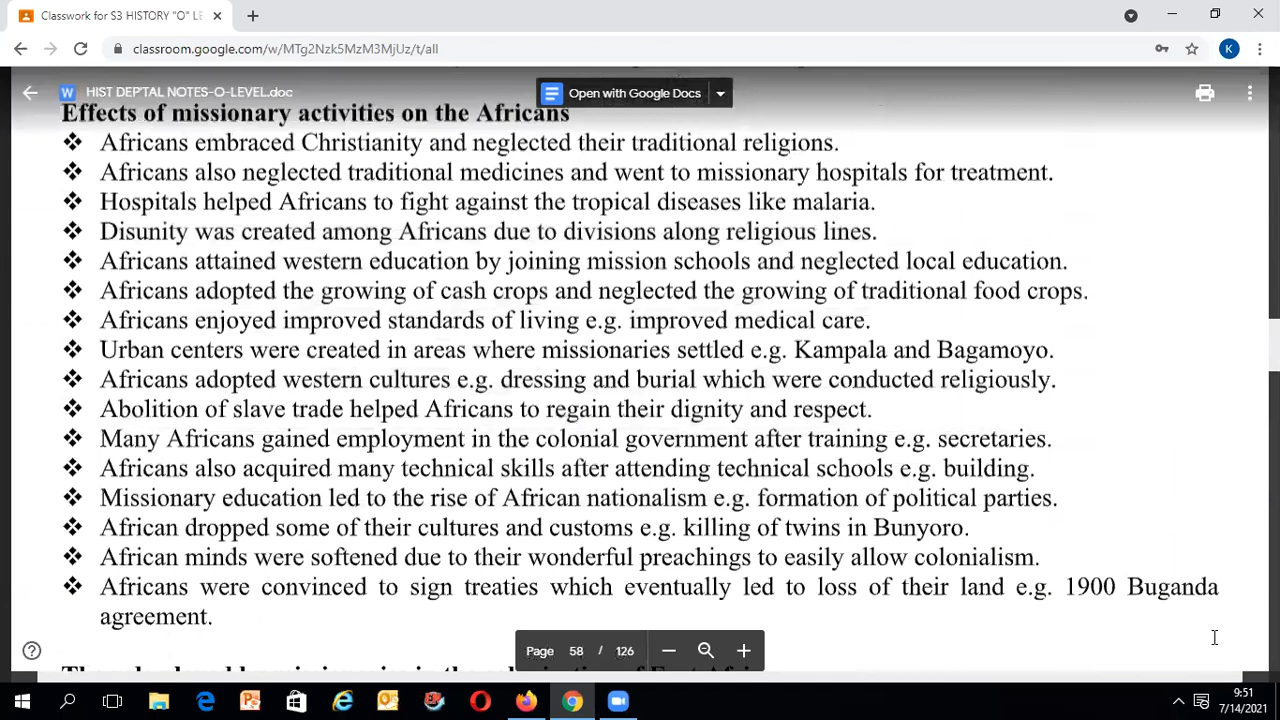 Classwork for S3 HISTORY "O" LE
classroom.google.com/w/MTg2Nzk5MzM3MjUz/t/all
K
W HIST DEPTAL NOTES-O-LEVEL.doc
Open with Google Docs
Effects of missionary activities on the Africans
❖ Africans embraced Christianity and neglected their traditional religions.
❖ Africans also neglected traditional medicines and went to missionary hospitals for treatment.
❖ Hospitals helped Africans to fight against the tropical diseases like malaria.
❖ Disunity was created among Africans due to divisions along religious lines.
❖ Africans attained western education by joining mission schools and neglected local education.
❖ Africans adopted the growing of cash crops and neglected the growing of traditional food crops.
❖ Africans enjoyed improved standards of living e.g. improved medical care.
❖ Urban centers were created in areas where missionaries settled e.g. Kampala and Bagamoyo.
❖ Africans adopted western cultures e.g. dressing and burial which were conducted religiously.
❖ Abolition of slave trade helped Africans to regain their dignity and respect.
❖ Many Africans gained employment in the colonial government after training e.g. secretaries.
❖ Africans also acquired many technical skills after attending technical schools e.g. building.
❖ Missionary education led to the rise of African nationalism e.g. formation of political parties.
❖ African dropped some of their cultures and customs e.g. killing of twins in Bunyoro.
❖ African minds were softened due to their wonderful preachings to easily allow colonialism.
❖ Africans were convinced to sign treaties which eventually led to loss of their land e.g. 1900 Buganda
agreement.
Page 58 / 126
9:51
7/14/2021